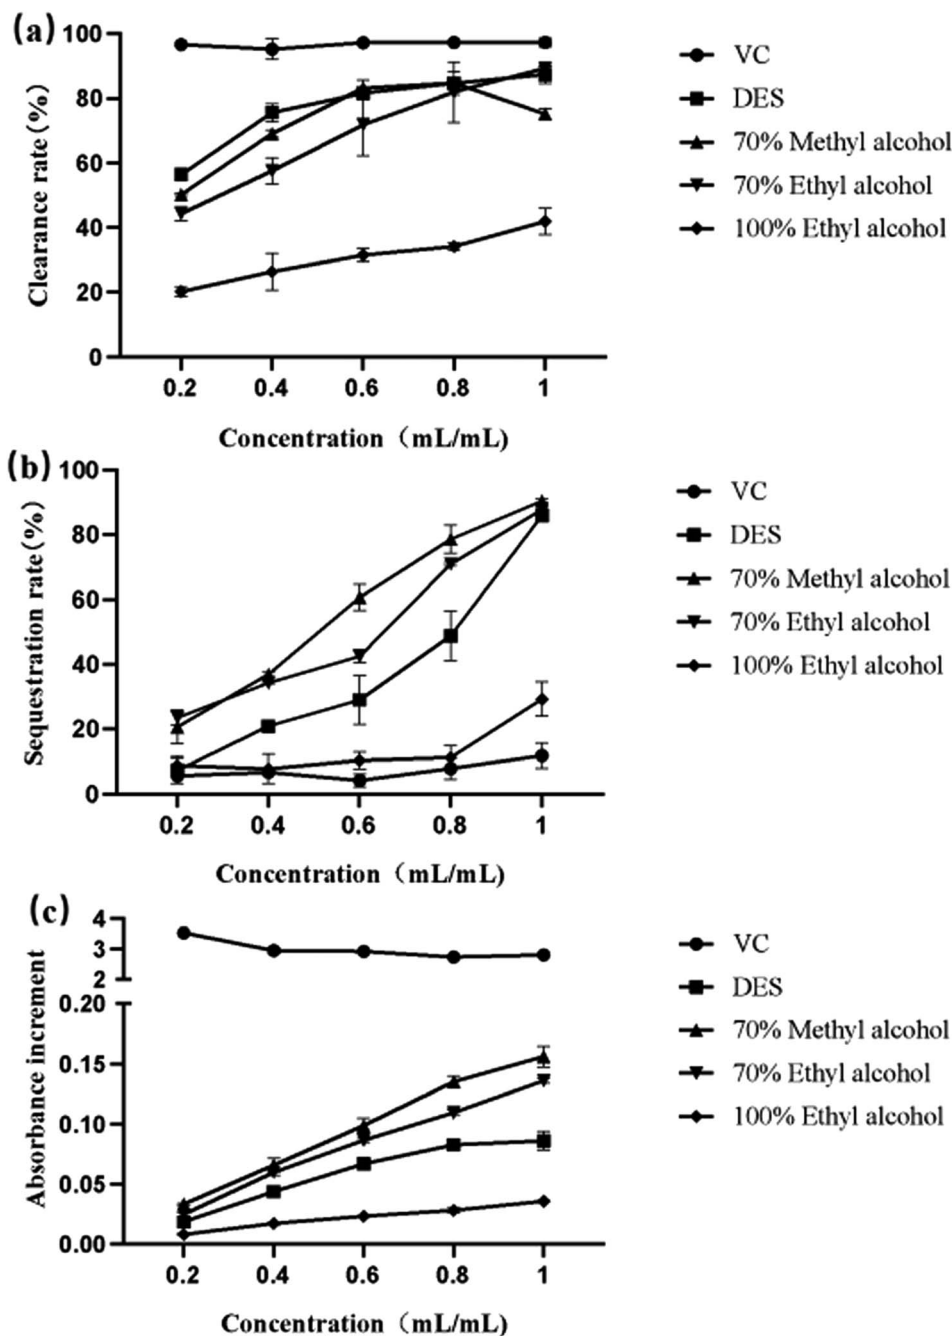 (a)
Clearance rate(%)
100
80
60
40
20
0
0.2 0.4 0.6 0.8 1
Concentration（mL/mL)
VC
DES
70% Methyl alcohol
70% Ethyl alcohol
100% Ethyl alcohol
(b)
Sequestration rate(%)
100
80
60
40
20
0
0.2 0.4 0.6 0.8 1
Concentration（mL/mL)
VC
DES
70% Methyl alcohol
70% Ethyl alcohol
100% Ethyl alcohol
(c)
Absorbance increment
4
3
2
0.20
0.15
0.10
0.05
0.00
0.2 0.4 0.6 0.8 1
Concentration（mL/mL)
VC
DES
70% Methyl alcohol
70% Ethyl alcohol
100% Ethyl alcohol